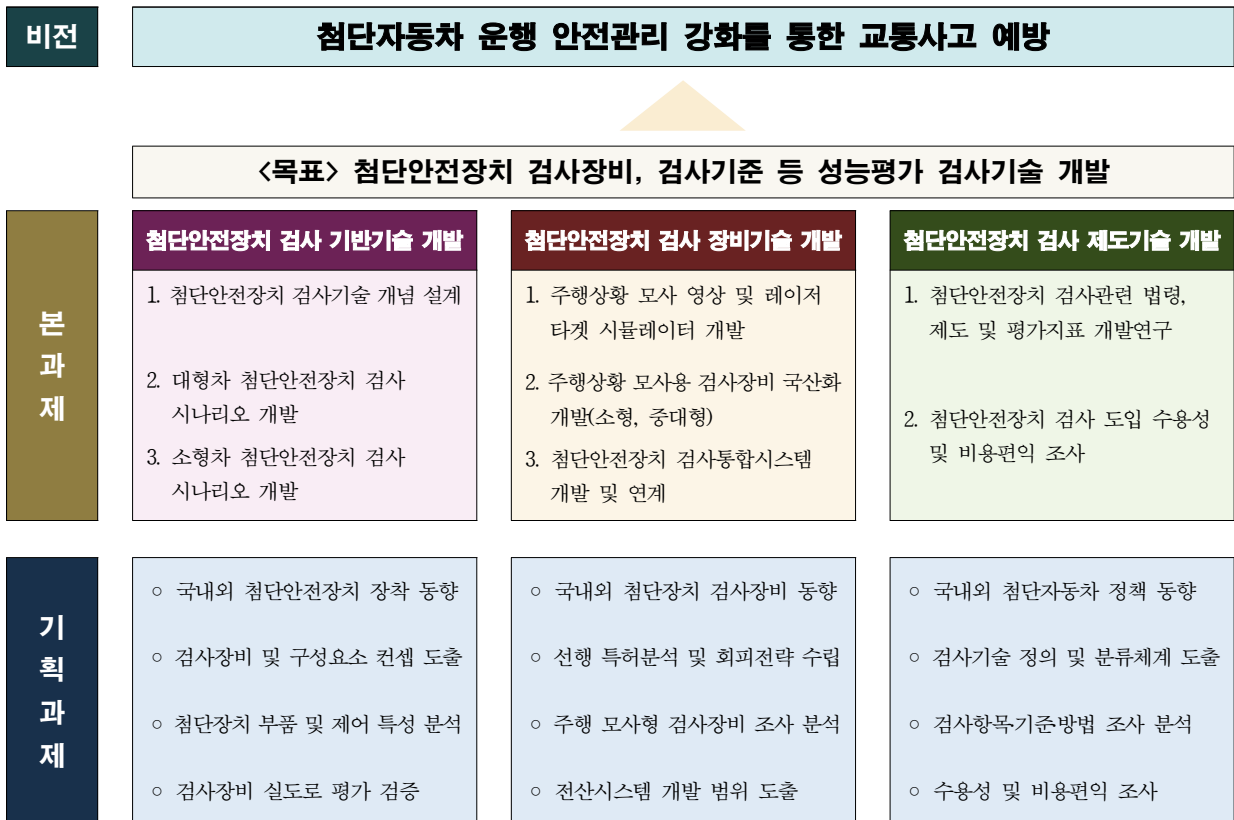 비전
첨단자동차 운행 안전관리 강화를 통한 교통사고 예방
<목표> 첨단안전장치 검사장비, 검사기준 등 성능평가 검사기술 개발
본
과
제
첨단안전장치 검사 기반기술 개발
1. 첨단안전장치 검사기술 개념 설계
2. 대형차 첨단안전장치 검사
시나리오 개발
3. 소형차 첨단안전장치 검사
시나리오 개발
첨단안전장치 검사 장비기술 개발
1. 주행상황 모사 영상 및 레이저
타겟 시뮬레이터 개발
2. 주행상황 모사용 검사장비 국산화
개발(소형, 중대형)
3. 첨단안전장치 검사통합시스템
개발 및 연계
첨단안전장치 검사 제도기술 개발
1. 첨단안전장치 검사관련 법령,
제도 및 평가지표 개발연구
2. 첨단안전장치 검사 도입 수용성
및 비용편익 조사
기
획
과
제
○ 국내외 첨단안전장치 장착 동향
○ 검사장비 및 구성요소 컨셉 도출
○ 첨단장치 부품 및 제어 특성 분석
○ 검사장비 실도로 평가 검증
○ 국내외 첨단장치 검사장비 동향
○ 선행 특허분석 및 회피전략 수립
○ 주행 모사형 검사장비 조사 분석
○ 전산시스템 개발 범위 도출
○ 국내외 첨단자동차 정책 동향
○ 검사기술 정의 및 분류체계 도출
○ 검사항목·기준·방법 조사 분석
○ 수용성 및 비용편익 조사